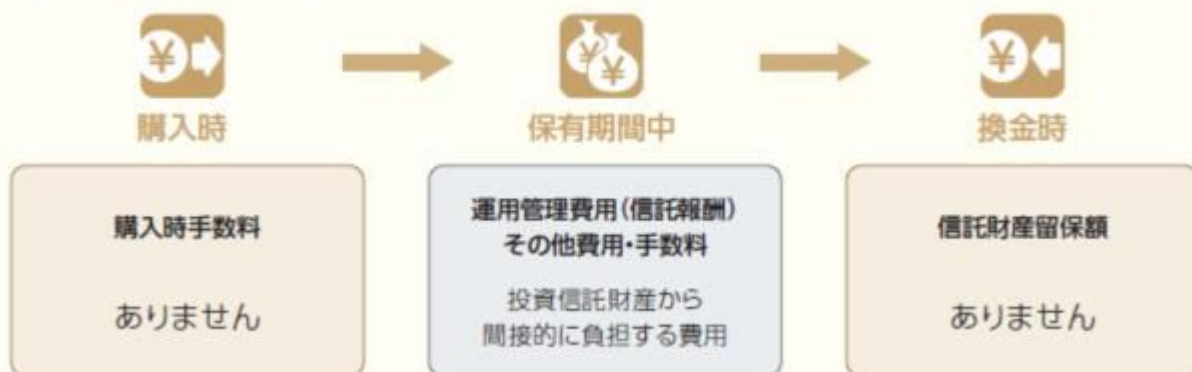 購入時
保有期間中
換金時
購入時手数料
ありません
運用管理費用(信託報酬)
その他費用・手数料
投資信託財産から
間接的に負担する費用
信託財産留保額
ありません